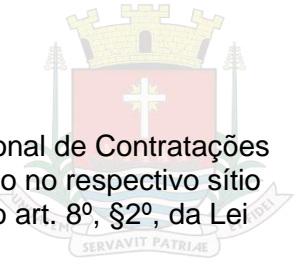 onal de Contratações
o no respectivo sítio
o art. 8º, §2º, da Lei
SERVAVIT PATRIAE